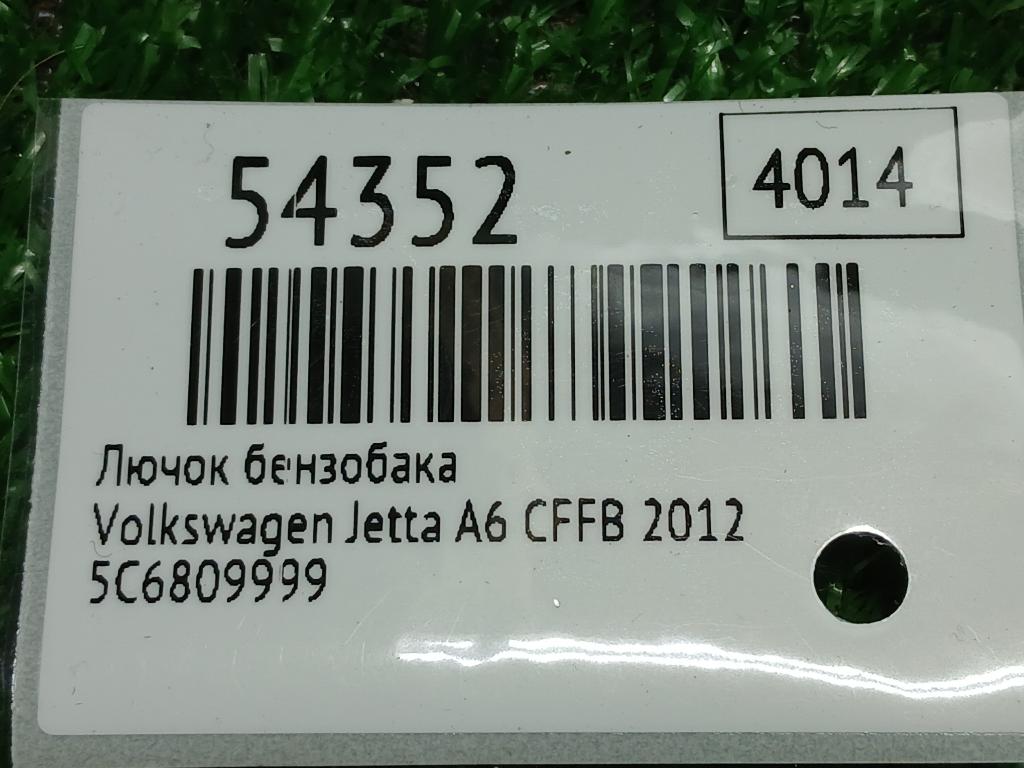 54352
4014
Лючок бензобака
Volkswagen Jetta A6 CFFB 2012
5C6809999